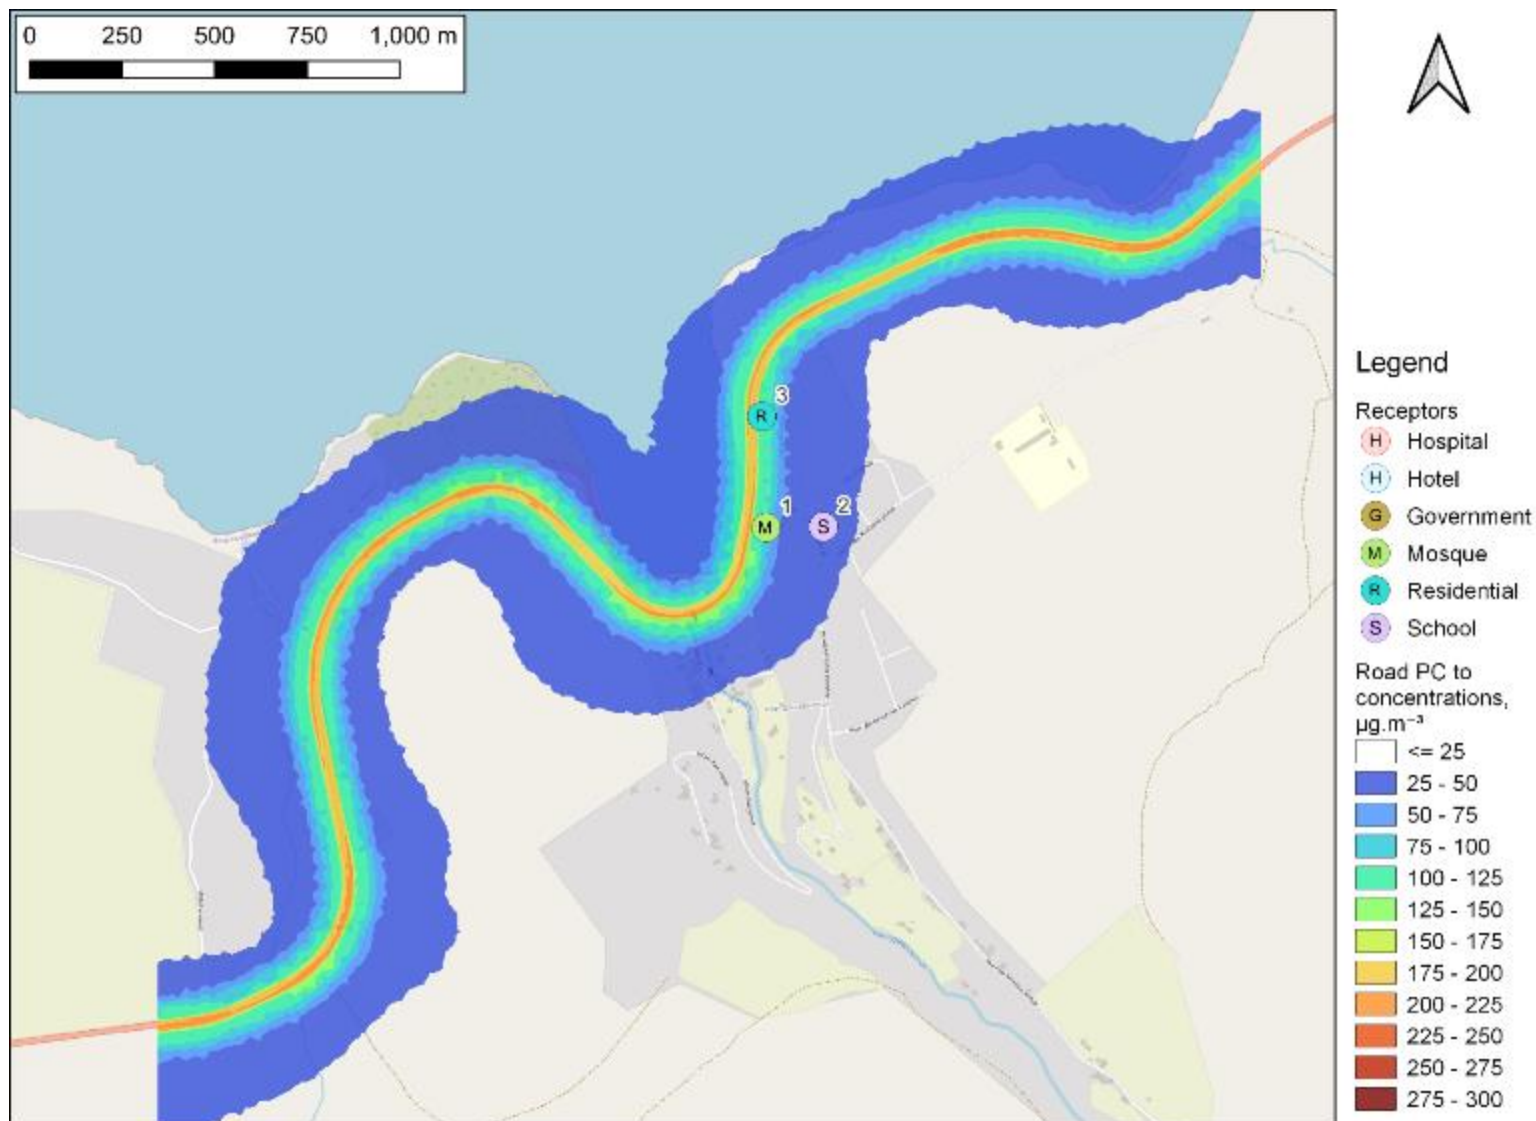 0 250 500 750 1,000 m
3
R
1
2
M
S
Legend
Receptors
H Hospital
H Hotel
G Government
M Mosque
R Residential
S School
Road PC to
concentrations,
µg.m⁻³
<= 25
25 - 50
50 - 75
75 - 100
100 - 125
125 - 150
150 - 175
175 - 200
200 - 225
225 - 250
250 - 275
275 - 300